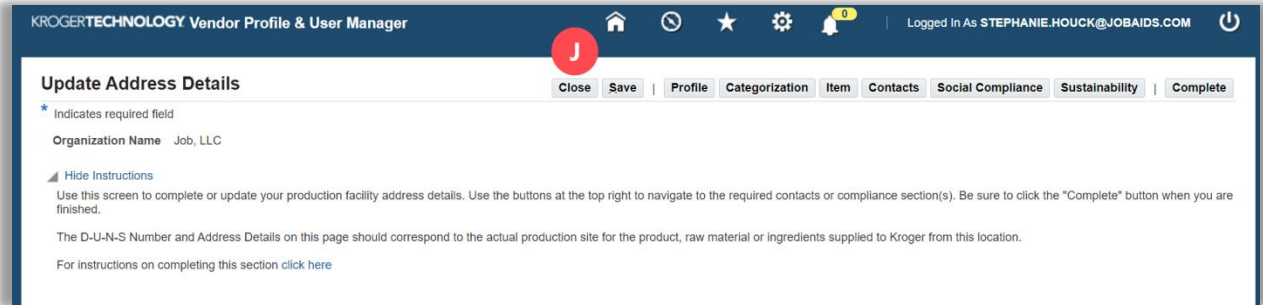 KROGERTECHNOLOGY Vendor Profile & User Manager
0
Logged In As STEPHANIE.HOUCK@JOBAIDS.COM
J
Update Address Details
Close Save | Profile Categorization Item Contacts Social Compliance Sustainability | Complete
* Indicates required field
Organization Name Job, LLC
Hide Instructions
Use this screen to complete or update your production facility address details. Use the buttons at the top right to navigate to the required contacts or compliance section(s). Be sure to click the "Complete" button when you are
finished.
The D-U-N-S Number and Address Details on this page should correspond to the actual production site for the product, raw material or ingredients supplied to Kroger from this location.
For instructions on completing this section click here